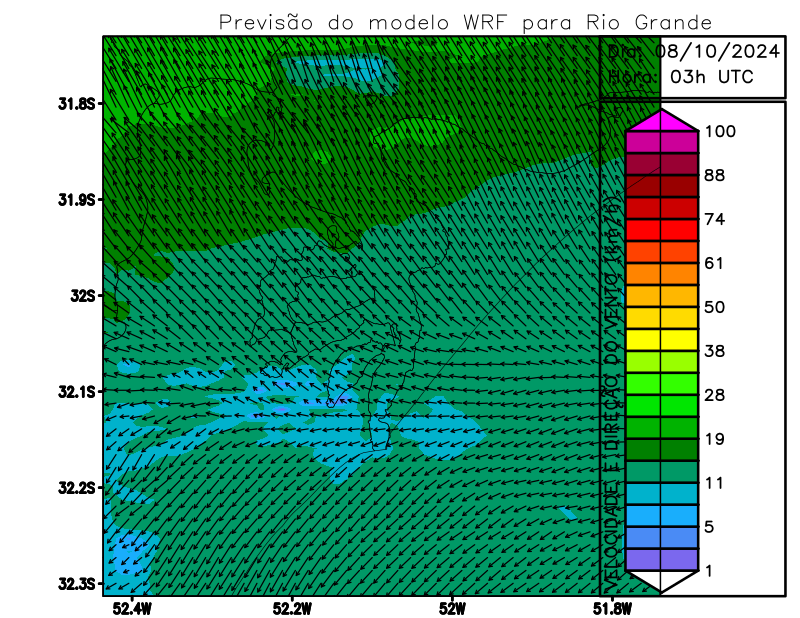 Previsão do modelo WRF para Rio Grande
Dia: 08/10/2024
Hora: 03h UTC
31.8S
31.9S
32S
32.1S
32.2S
32.3S
52.4W
52.2W
52W
51.8W
VELOCIDADE E DIREÇÃO DO VENTO (km/h)
100
88
74
61
50
38
28
19
11
5
1